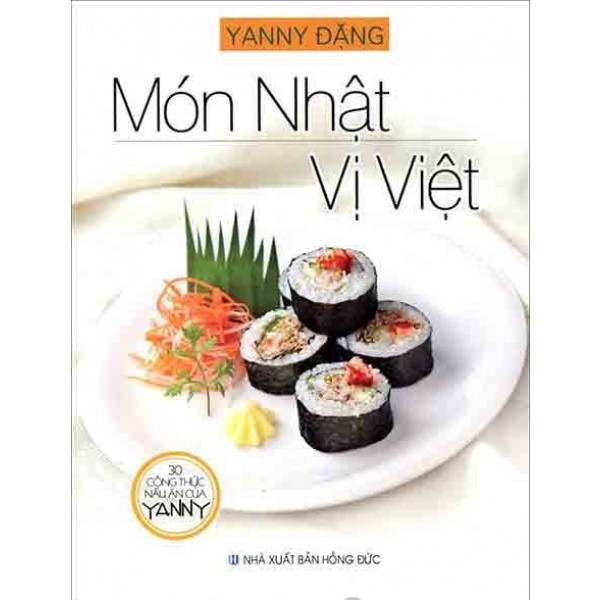 YANNY ĐẶNG
Món Nhật
Vị Việt
30
CÔNG THỨC
NẤU ĂN CỦA
YANNY
NHÀ XUẤT BẢN HỒNG ĐỨC